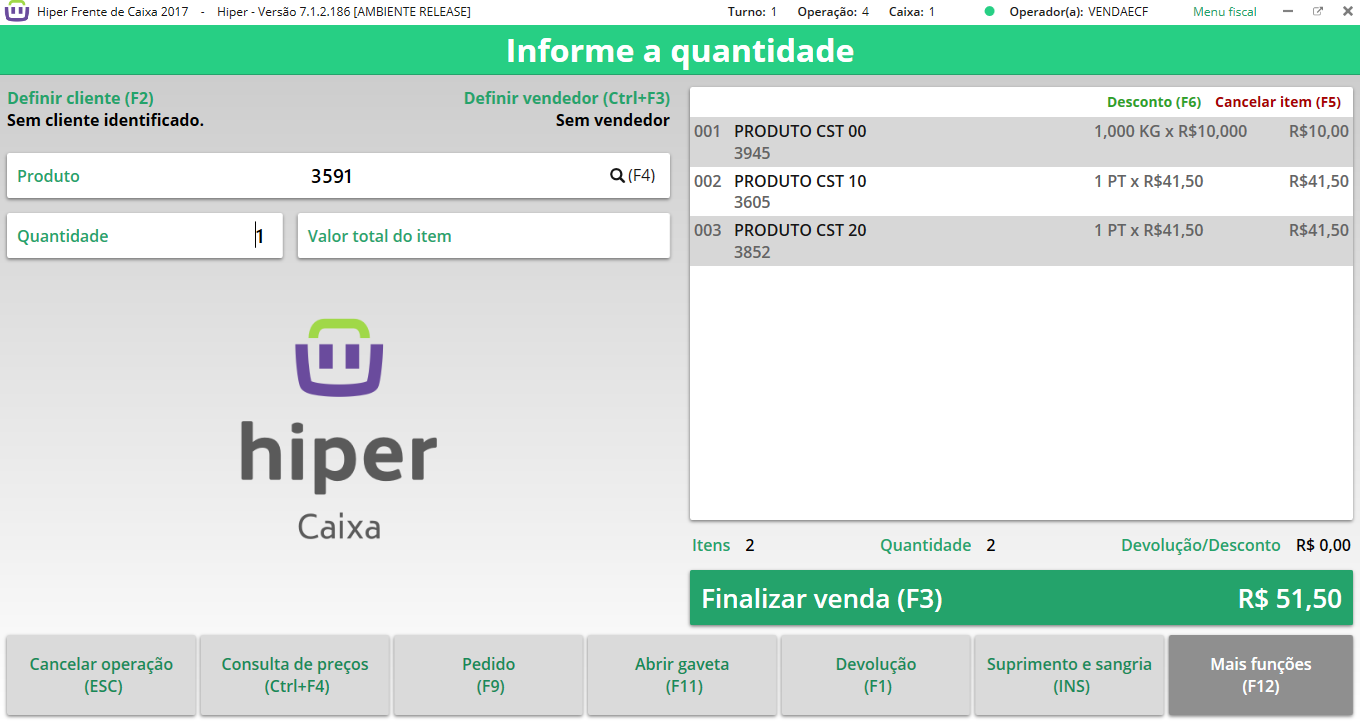 Hiper Frente de Caixa 2017 - Hiper - Versão 7.1.2.186 [AMBIENTE RELEASE] Turno: 1 Operação: 4 Caixa: 1 Operador(a): VENDAECF Menu fiscal
Informe a quantidade
Definir cliente (F2) Definir vendedor (Ctrl+F3)
Sem cliente identificado. Sem vendedor
Produto 3591 (F4)
Quantidade 1 Valor total do item
hiper
Caixa
Desconto (F6) Cancelar item (F5)
001 PRODUTO CST 00 1,000 KG x R$10,000 R$10,00
3945
002 PRODUTO CST 10 1 PT x R$41,50 R$41,50
3605
003 PRODUTO CST 20 1 PT x R$41,50 R$41,50
3852
Itens 2 Quantidade 2 Devolução/Desconto R$ 0,00
Finalizar venda (F3) R$ 51,50
Cancelar operação
(ESC)
Consulta de preços
(Ctrl+F4)
Pedido
(F9)
Abrir gaveta
(F11)
Devolução
(F1)
Suprimento e sangria
(INS)
Mais funções
(F12)